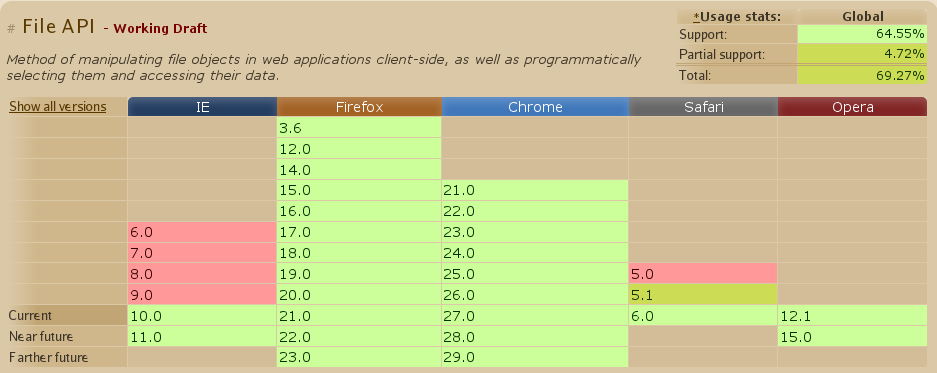 # File API - Working Draft
*Usage stats: Global
Support: 64.55%
Partial support: 4.72%
Total: 69.27%
Method of manipulating file objects in web applications client-side, as well as programmatically
selecting them and accessing their data.
Show all versions IE Firefox Chrome Safari Opera
3.6
12.0
14.0
15.0 21.0
16.0 22.0
6.0 17.0 23.0
7.0 18.0 24.0
8.0 19.0 25.0 5.0
9.0 20.0 26.0 5.1
Current 10.0 21.0 27.0 6.0 12.1
Near future 11.0 22.0 28.0 15.0
Farther future 23.0 29.0